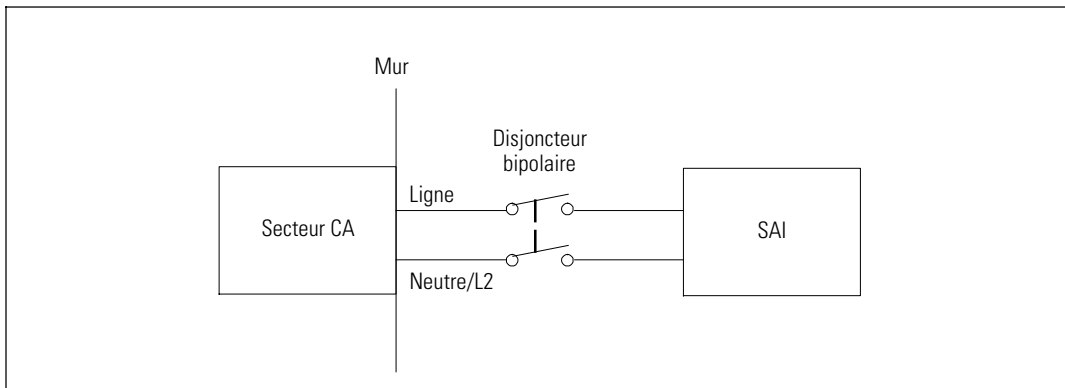 Mur
Disjoncteur
bipolaire
Ligne
Secteur CA
SAI
Neutre/L2